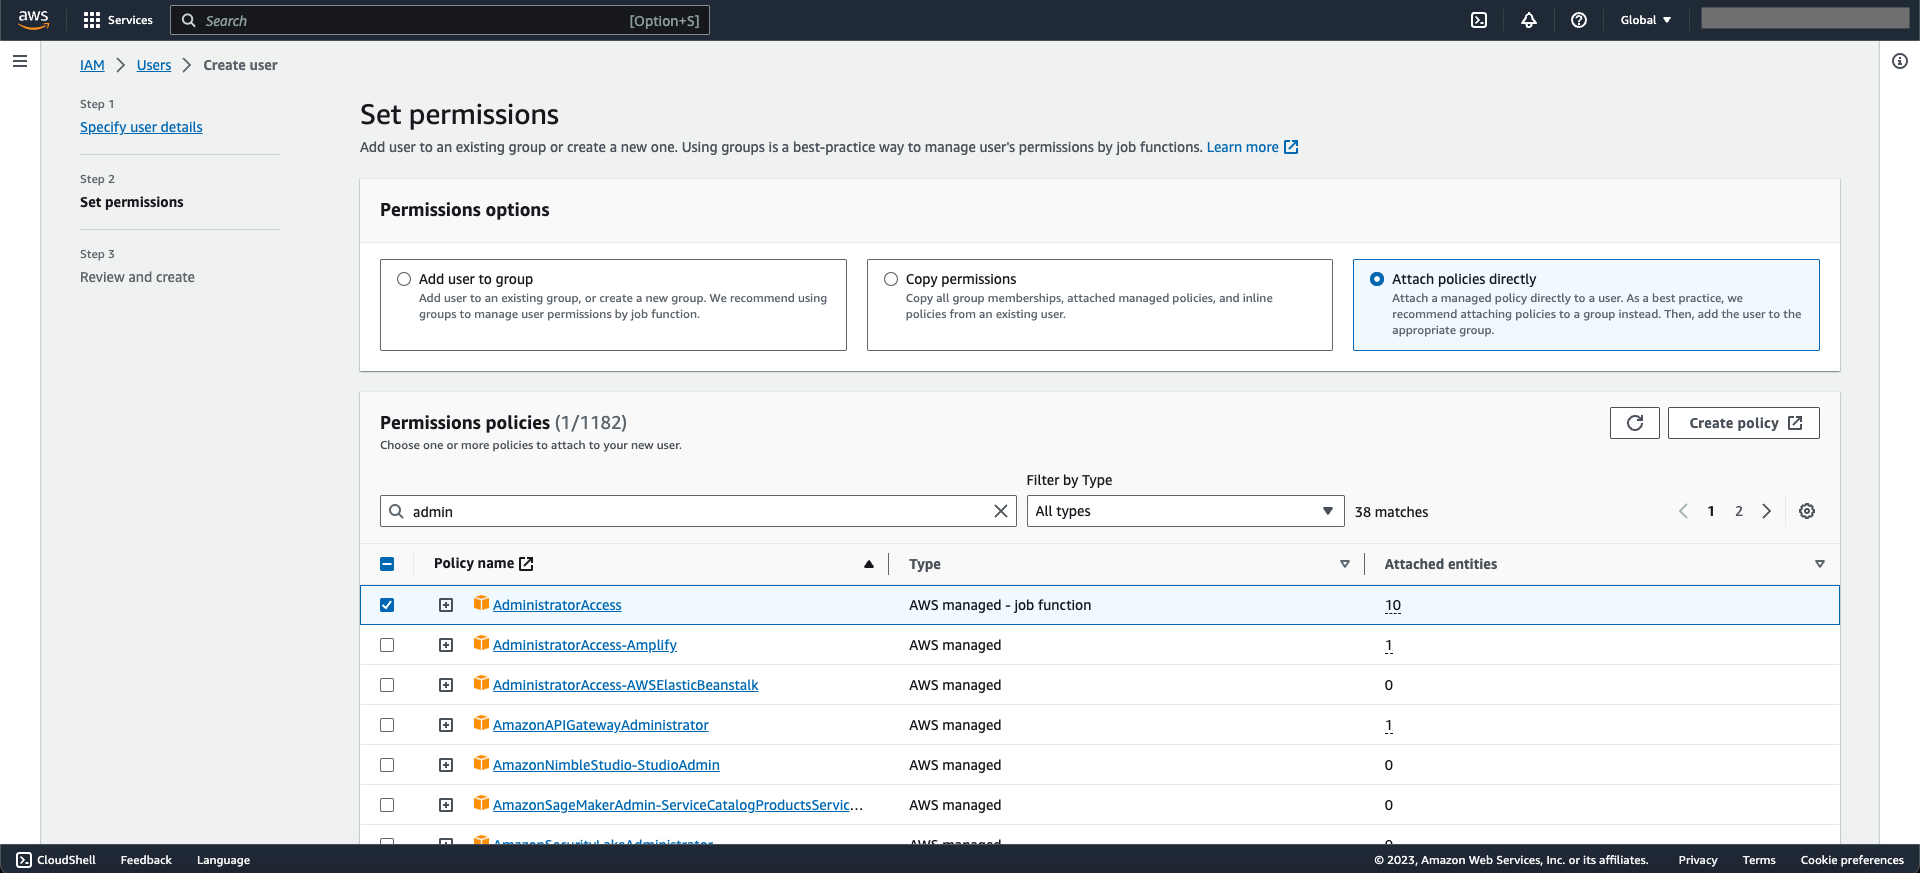 aws
Services
Search
[Option+S]
Global
IAM > Users > Create user
Step 1
Specify user details
Step 2
Set permissions
Step 3
Review and create
Set permissions
Add user to an existing group or create a new one. Using groups is a best-practice way to manage user's permissions by job functions. Learn more
Permissions options
Add user to group
Add user to an existing group, or create a new group. We recommend using
groups to manage user permissions by job function.
Copy permissions
Copy all group memberships, attached managed policies, and inline
policies from an existing user.
Attach policies directly
Attach a managed policy directly to a user. As a best practice, we
recommend attaching policies to a group instead. Then, add the user to the
appropriate group.
Permissions policies (1/1182)
Choose one or more policies to attach to your new user.
Create policy
Filter by Type
admin
All types
38 matches
1 2
Policy name Type Attached entities
AdministratorAccess AWS managed - job function 10
AdministratorAccess-Amplify AWS managed 1
AdministratorAccess-AWSElasticBeanstalk AWS managed 0
AmazonAPIGatewayAdministrator AWS managed 1
AmazonNimbleStudio-StudioAdmin AWS managed 0
AmazonSageMakerAdmin-ServiceCatalogProductsServic... AWS managed 0
AmazonSecurityLakeAdministrator AWS managed 0
CloudShell Feedback Language
© 2023, Amazon Web Services, Inc. or its affiliates. Privacy Terms Cookie preferences